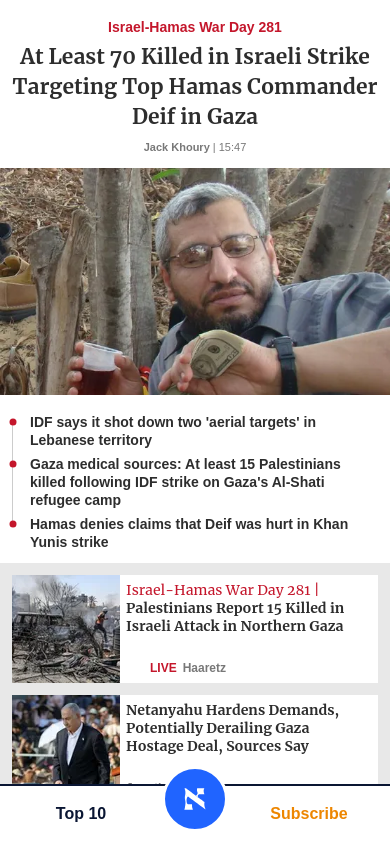 Israel-Hamas War Day 281
At Least 70 Killed in Israeli Strike
Targeting Top Hamas Commander
Deif in Gaza
Jack Khoury | 15:47
IDF says it shot down two 'aerial targets' in
Lebanese territory
Gaza medical sources: At least 15 Palestinians
killed following IDF strike on Gaza's Al-Shati
refugee camp
Hamas denies claims that Deif was hurt in Khan
Yunis strike
Israel-Hamas War Day 281 |
Palestinians Report 15 Killed in
Israeli Attack in Northern Gaza
LIVE Haaretz
Netanyahu Hardens Demands,
Potentially Derailing Gaza
Hostage Deal, Sources Say
Top 10
Subscribe